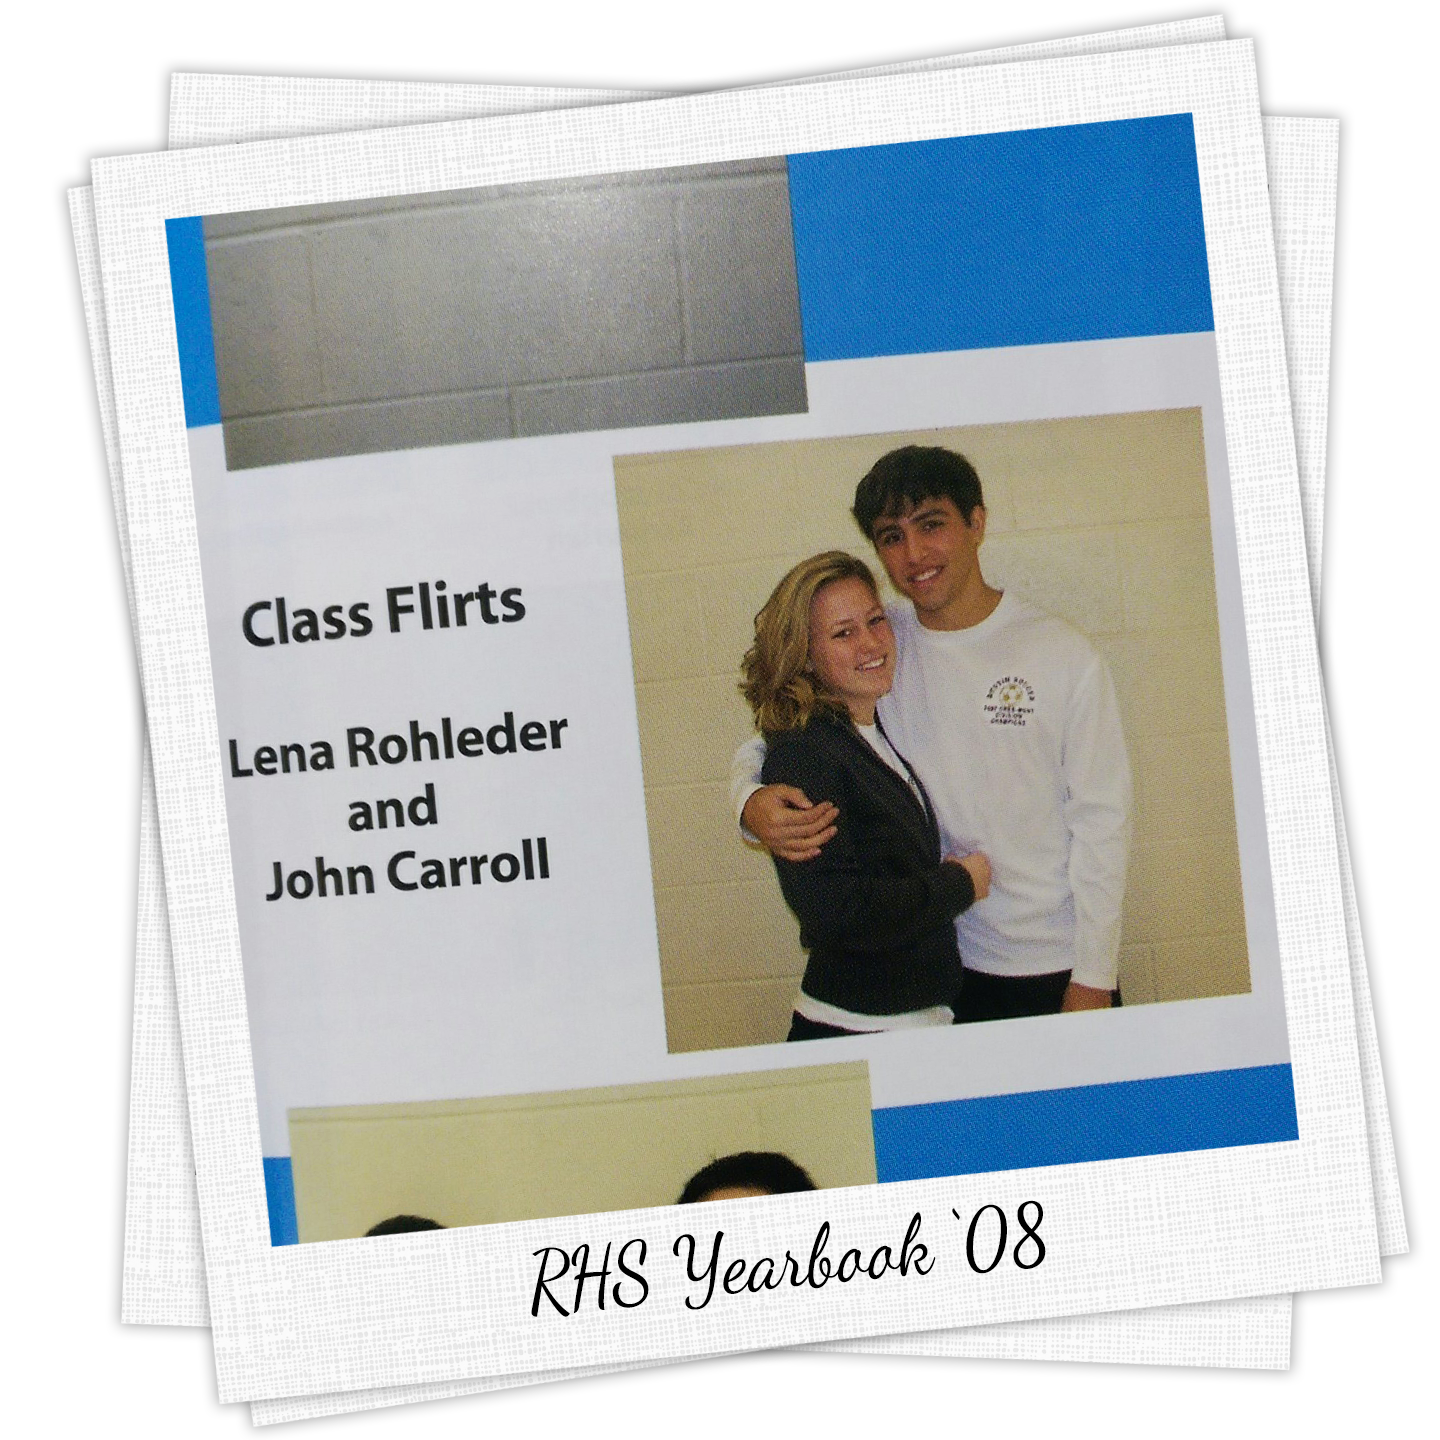 Class Flirts
Lena Rohleder
and
John Carroll
RHS Yearbook `08